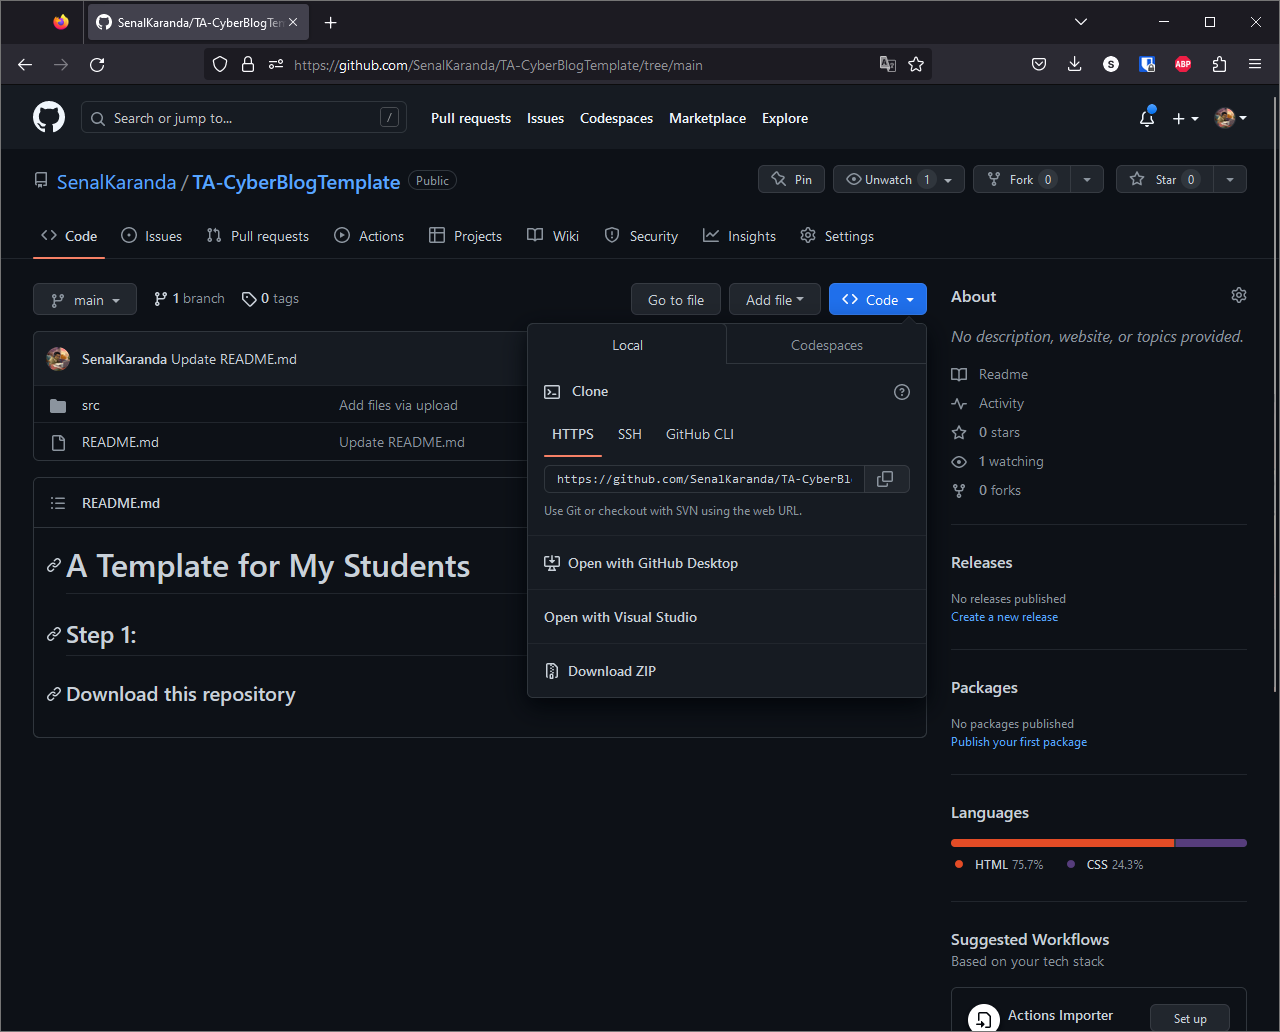 SenalKaranda/TA-CyberBlogTem
https://github.com/SenalKaranda/TA-CyberBlogTemplate/tree/main
S
ABP
Search or jump to...
/
Pull requests
Issues
Codespaces
Marketplace
Explore
SenalKaranda / TA-CyberBlogTemplate
Public
Pin
Unwatch 1
Fork 0
Star 0
Code
Issues
Pull requests
Actions
Projects
Wiki
Security
Insights
Settings
main
1 branch
0 tags
Go to file
Add file
Code
SenalKaranda Update README.md
src
Add files via upload
README.md
Update README.md
README.md
A Template for My Students
Step 1:
Download this repository
Local
Codespaces
Clone
HTTPS
SSH
GitHub CLI
https://github.com/SenalKaranda/TA-CyberBl
Use Git or checkout with SVN using the web URL.
Open with GitHub Desktop
Open with Visual Studio
Download ZIP
About
No description, website, or topics provided.
Readme
Activity
0 stars
1 watching
0 forks
Releases
No releases published
Create a new release
Packages
No packages published
Publish your first package
Languages
HTML 75.7%
CSS 24.3%
Suggested Workflows
Based on your tech stack
Actions Importer
Set up